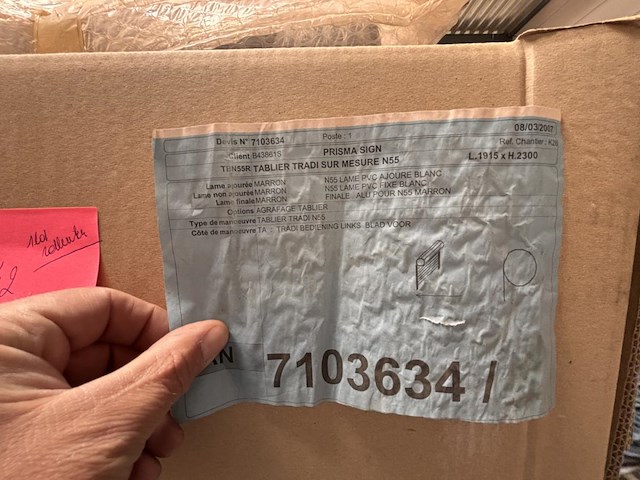 Devis N° 7103634 Poste : 1 08/03/2007
Client B43861S PRISMA SIGN Ref. Chantier:
TBN55R TABLIER TRADI SUR MESURE N55 L.1915 x H.2300
Lame ajourée MARRON N55 LAME PVC AJOURE BLANC
Lame non ajourée MARRON N55 LAME PVC FIXE BLANC
Lame finale MARRON FINALE ALU POUR N55 MARRON
Options AGRAFAGE TABLIER
Type de manoeuvre TABLIER TRADI N55
Côté de manoeuvre TA : TRADI BEDIENING LINKS BLAD VOOR
7103634 /